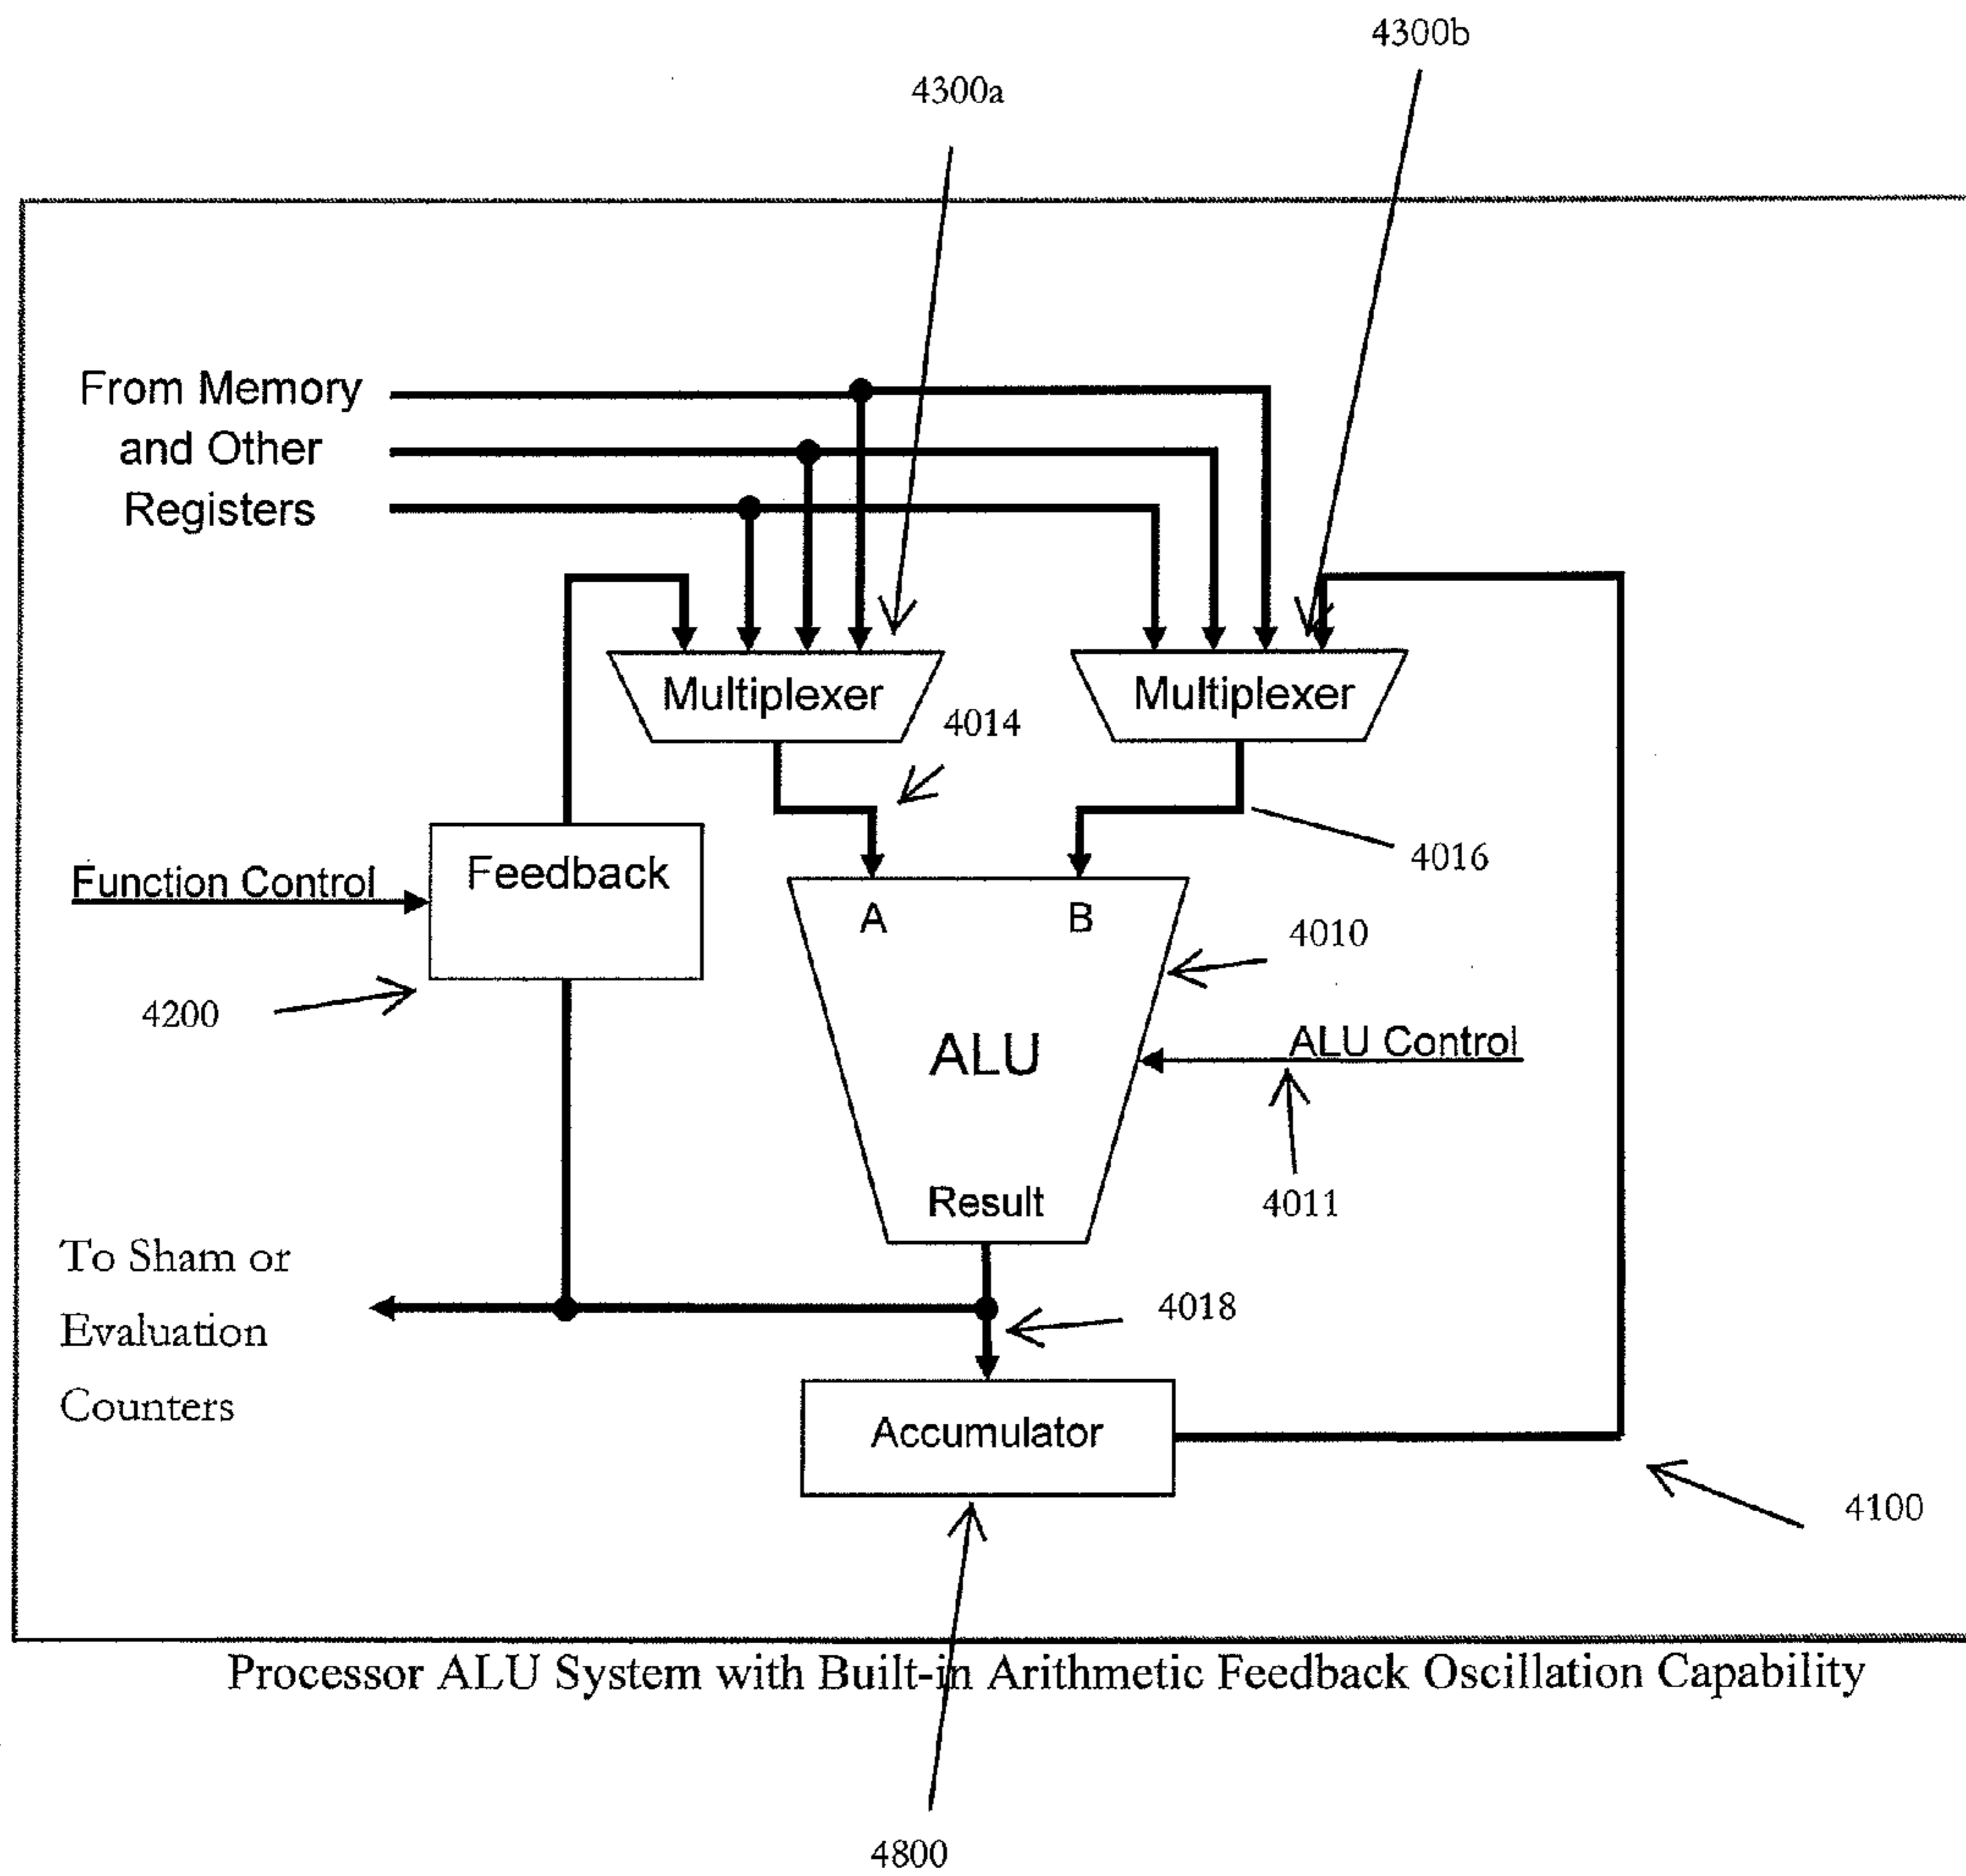 4300b
4300a
From Memory
and Other
Registers
Multiplexer
Multiplexer
4014
4016
Function Control
Feedback
4200
A
B
4010
ALU
ALU Control
4011
Result
To Sham or
Evaluation
Counters
4018
Accumulator
4100
Processor ALU System with Built-in Arithmetic Feedback Oscillation Capability
4800